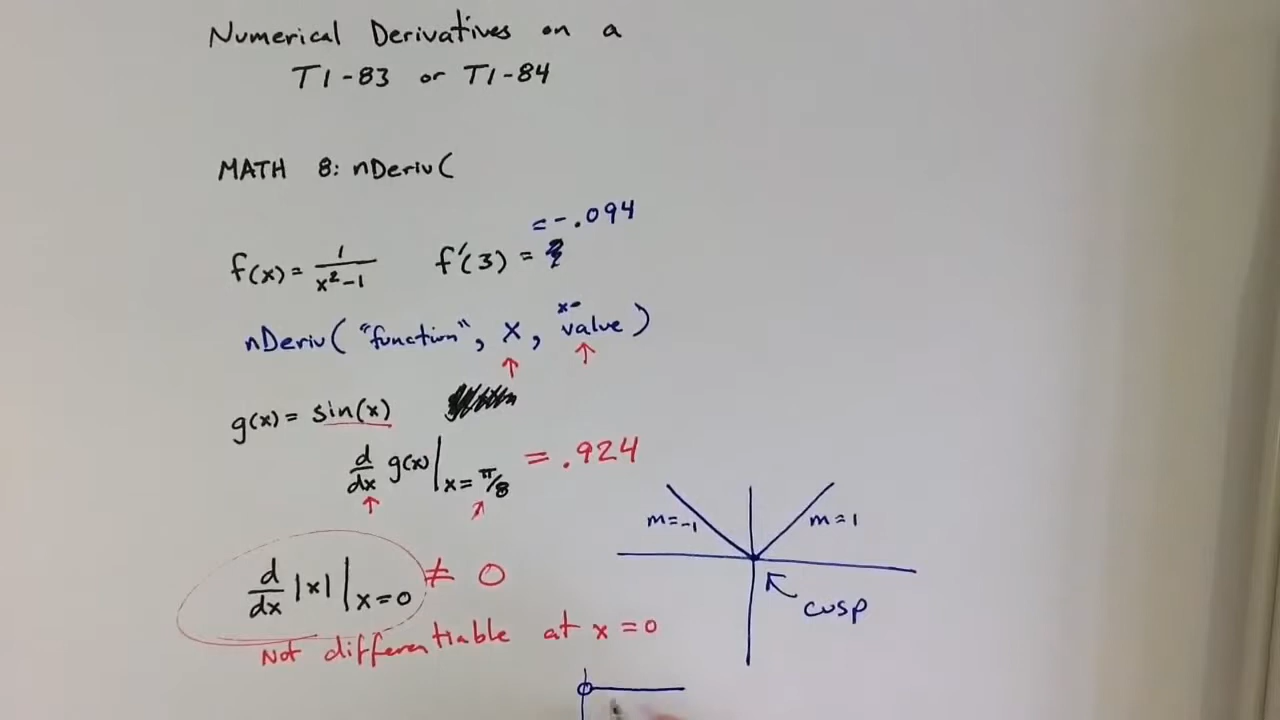 Numerical Derivatives on a
TI-83 or TI-84
MATH 8: nDeriv(
= -.094
f(x) = 1/(x²-1) f'(3) =
x-
nDeriv( "function", x, value )
g(x) = sin(x)
d/dx g(x) | x = π/8 = .924
m=-1 m=1
d/dx |x| | x=0 ≠ 0
cusp
Not differentiable at x = 0